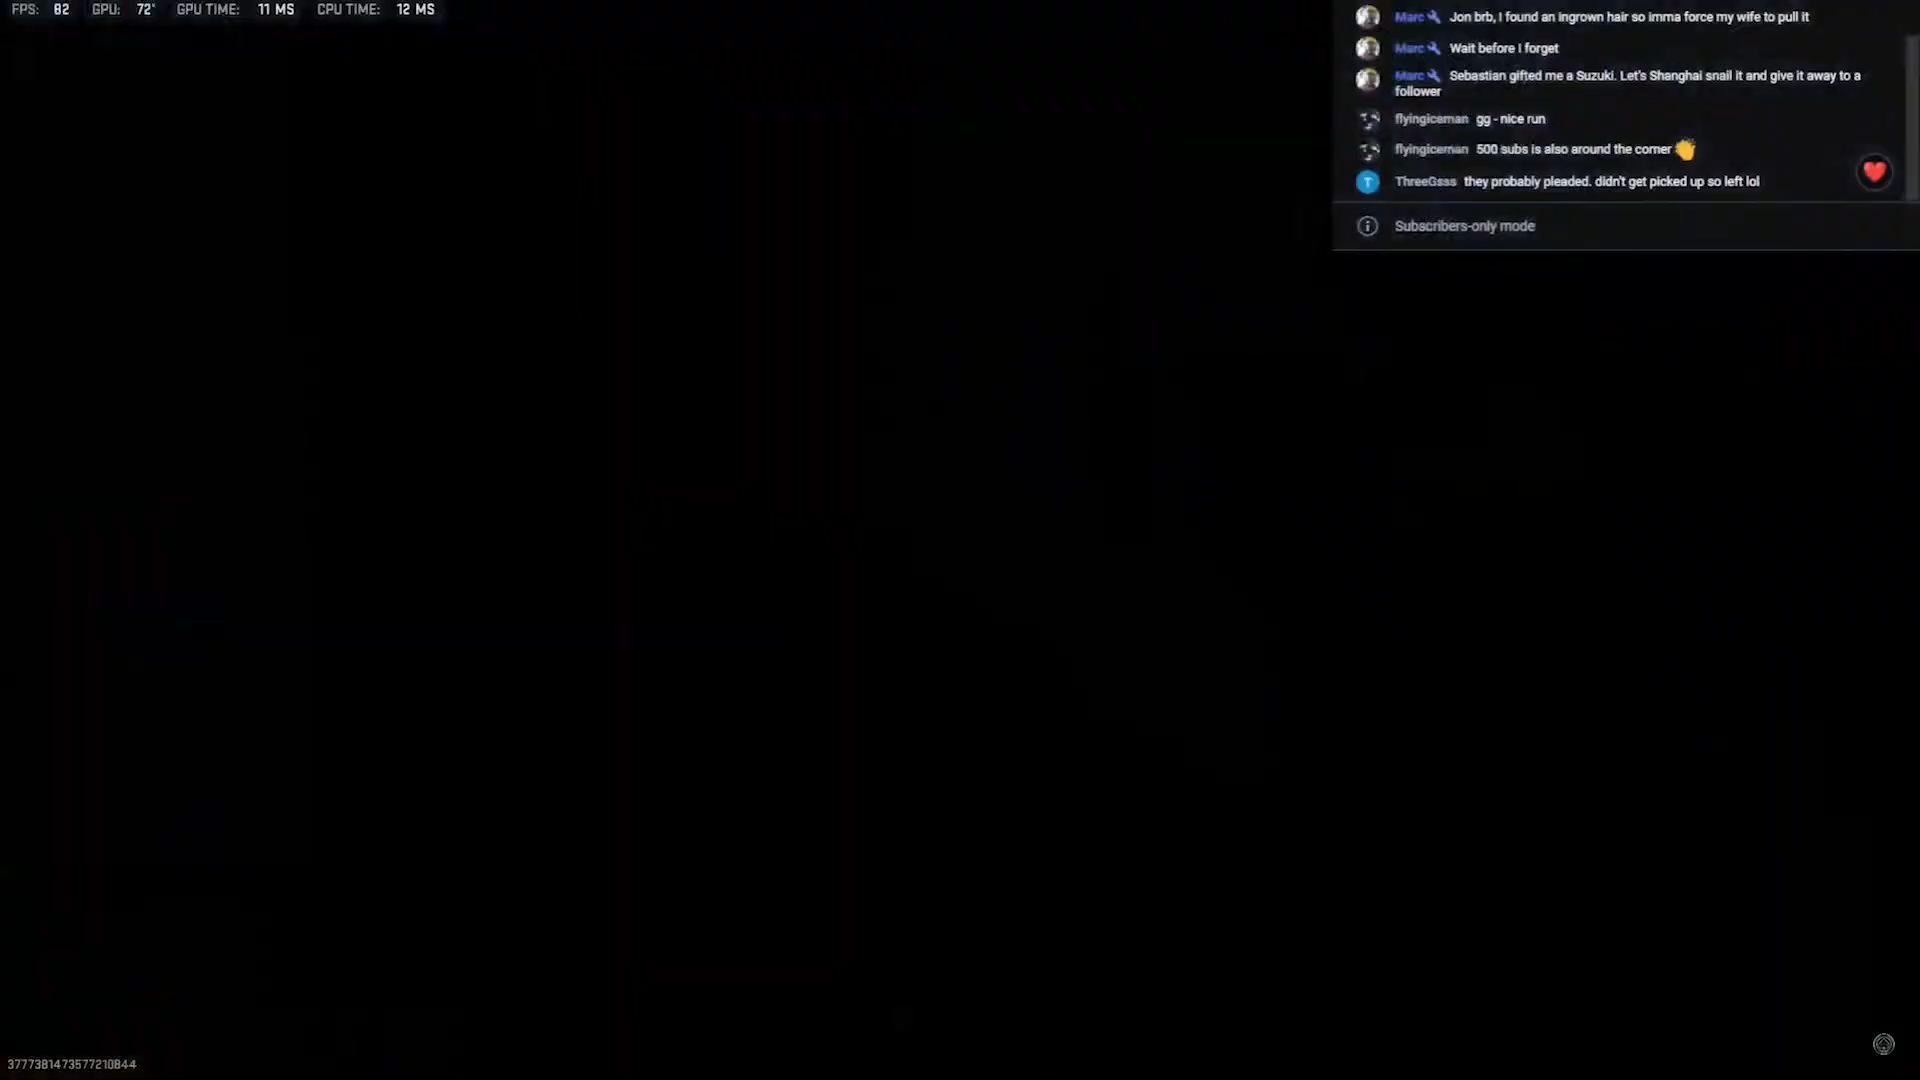 FPS: 82 GPU: 72° GPU TIME: 11 MS CPU TIME: 12 MS
Marc Jon brb, I found an ingrown hair so imma force my wife to pull it
Marc Wait before I forget
Marc Sebastian gifted me a Suzuki. Let's Shanghai snail it and give it away to a
follower
flyingiceman gg - nice run
flyingiceman 500 subs is also around the corner 👏
T ThreeGsss they probably pleaded. didn't get picked up so left lol
Subscribers-only mode
3777381473577210844